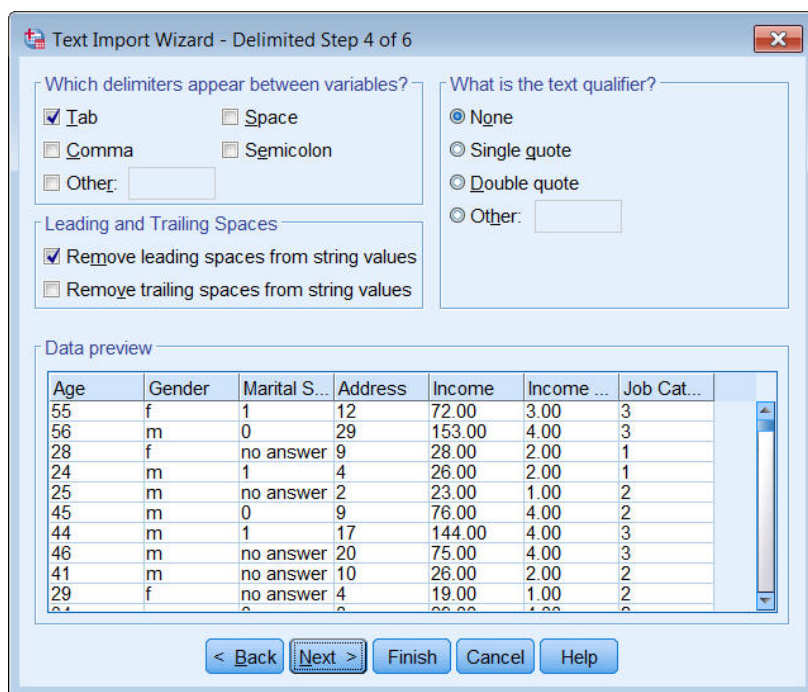 Text Import Wizard - Delimited Step 4 of 6
Which delimiters appear between variables?
Tab
Space
Comma
Semicolon
Other:
Leading and Trailing Spaces
Remove leading spaces from string values
Remove trailing spaces from string values
What is the text qualifier?
None
Single quote
Double quote
Other:
Data preview
Age Gender Marital S... Address Income Income ... Job Cat...
55 f 1 12 72.00 3.00 3
56 m 0 29 153.00 4.00 3
28 f no answer 9 28.00 2.00 1
24 m 1 4 26.00 2.00 1
25 m no answer 2 23.00 1.00 2
45 m 0 9 76.00 4.00 2
44 m 1 17 144.00 4.00 3
46 m no answer 20 75.00 4.00 3
41 m no answer 10 26.00 2.00 2
29 f no answer 4 19.00 1.00 2
< Back Next > Finish Cancel Help